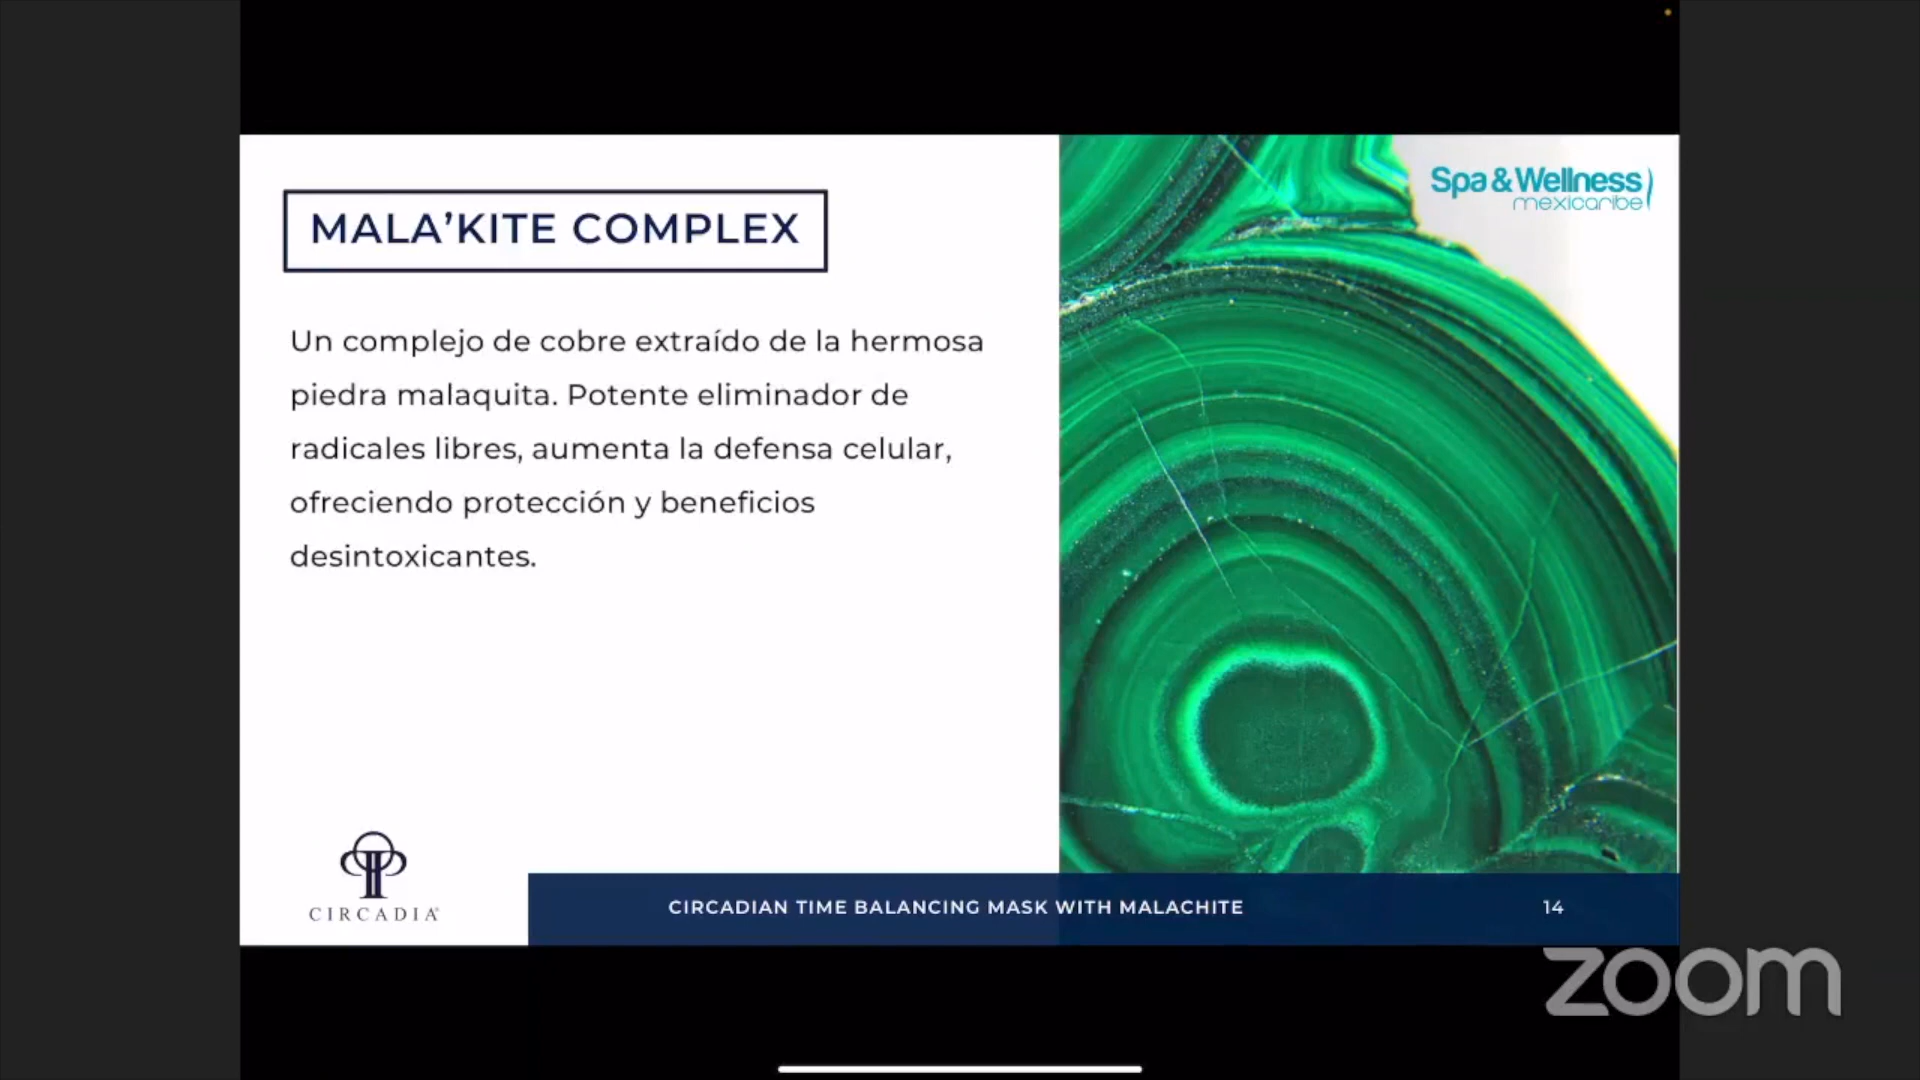 Spa & Wellness
mexicaribe
MALA’KITE COMPLEX
Un complejo de cobre extraído de la hermosa
piedra malaquita. Potente eliminador de
radicales libres, aumenta la defensa celular,
ofreciendo protección y beneficios
desintoxicantes.
CIRCADIA®
CIRCADIAN TIME BALANCING MASK WITH MALACHITE
14
zoom